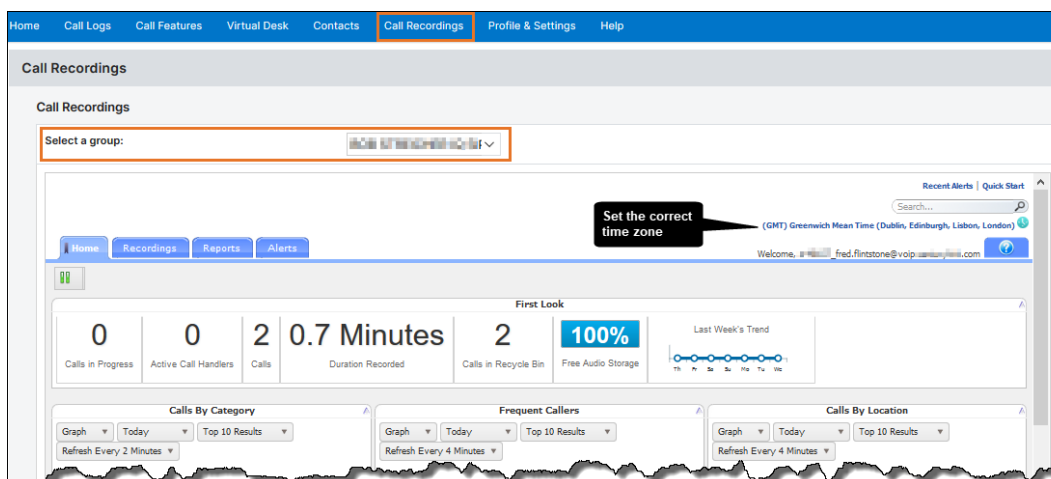 Home Call Logs Call Features Virtual Desk Contacts Call Recordings Profile & Settings Help
Call Recordings
Call Recordings
Select a group:
Recent Alerts | Quick Start
Search...
Set the correct
time zone
(GMT) Greenwich Mean Time (Dublin, Edinburgh, Lisbon, London)
Home Recordings Reports Alerts
Welcome, _fred.flintstone@voip .com
First Look
0 0 2 0.7 Minutes 2 100% Last Week's Trend
Calls in Progress Active Call Handlers Calls Duration Recorded Calls in Recycle Bin Free Audio Storage
Th Fr Sa Su Mo Tu We
Calls By Category Frequent Callers Calls By Location
Graph Today Top 10 Results Graph Today Top 10 Results Graph Today Top 10 Results
Refresh Every 2 Minutes Refresh Every 4 Minutes Refresh Every 4 Minutes